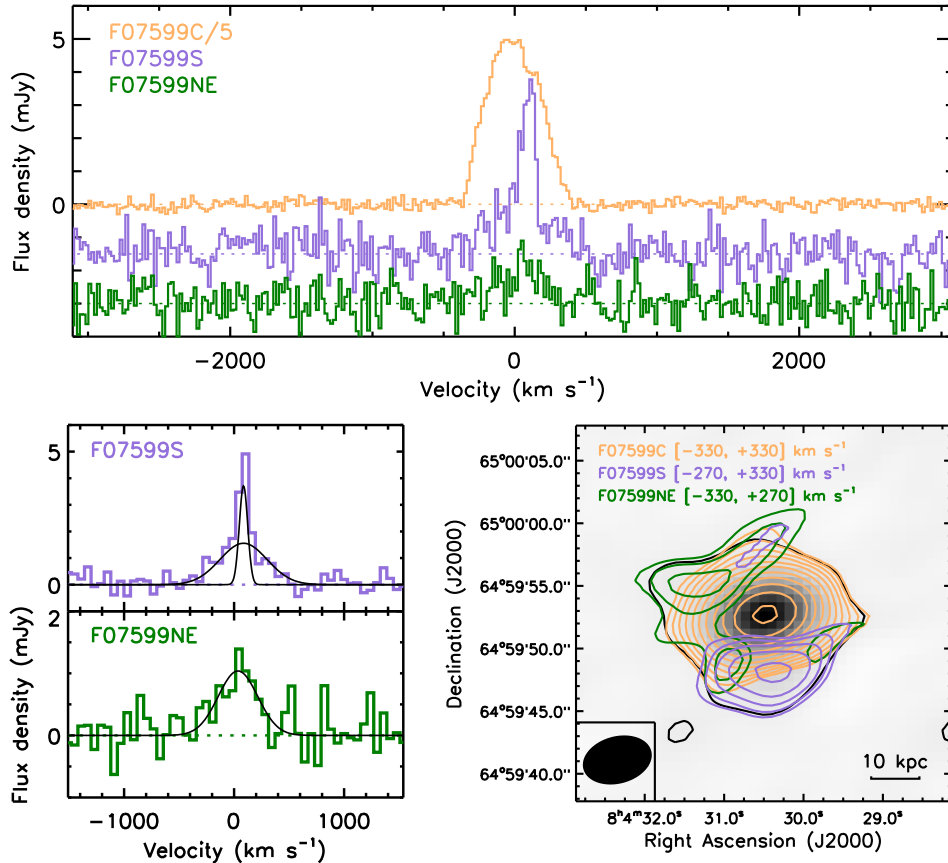 F07599C/5
F07599S
F07599NE
5
0
Flux density (mJy)
−2000
0
2000
Velocity (km s⁻¹)
F07599S
5
0
−1000
0
1000
F07599NE
2
0
Flux density (mJy)
−1000
0
1000
Velocity (km s⁻¹)
F07599C [−330, +330] km s⁻¹
F07599S [−270, +330] km s⁻¹
F07599NE [−330, +270] km s⁻¹
65°00'05.0''
65°00'00.0''
64°59'55.0''
64°59'50.0''
64°59'45.0''
64°59'40.0''
Declination (J2000)
10 kpc
8ʰ4ᵐ32.0ˢ
31.0ˢ
30.0ˢ
29.0ˢ
Right Ascension (J2000)